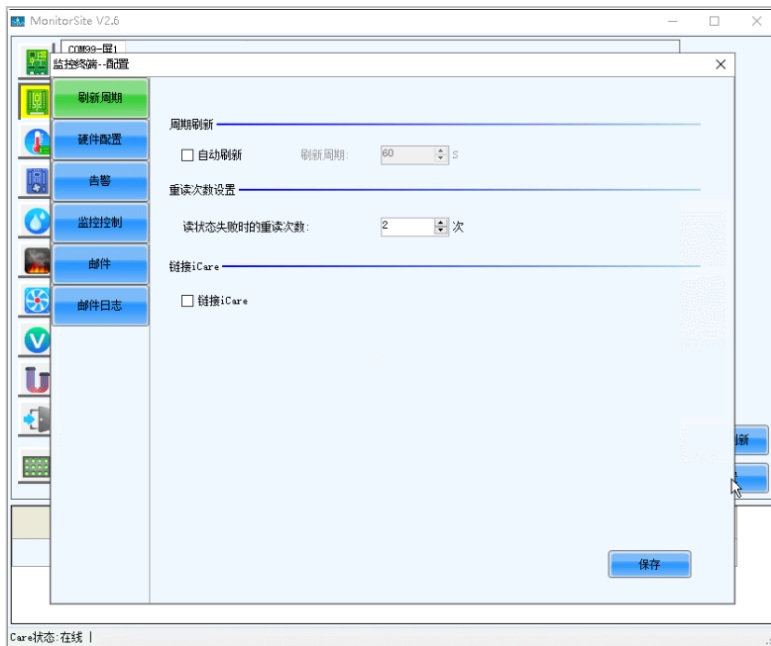 MonitorSite V2.6
COM99-屏1
监控终端--配置
刷新周期
硬件配置
告警
监控控制
邮件
邮件日志
周期刷新
自动刷新 刷新周期: 60 S
重读次数设置
读状态失败时的重读次数: 2 次
链接iCare
链接iCare
刷新
保存
Care状态:在线